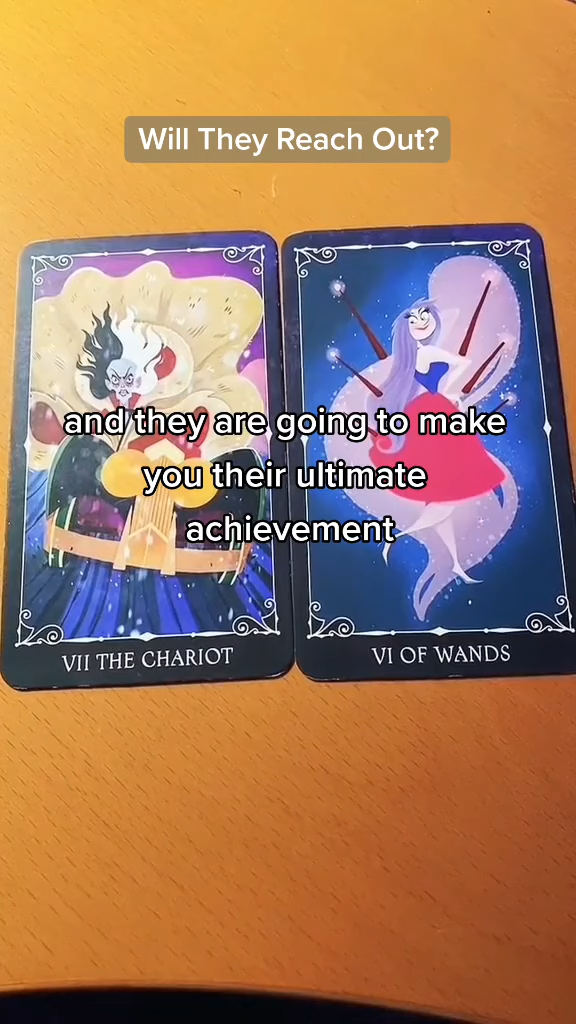 Will They Reach Out?
and they are going to make
you their ultimate
achievement
VII THE CHARIOT
VI OF WANDS